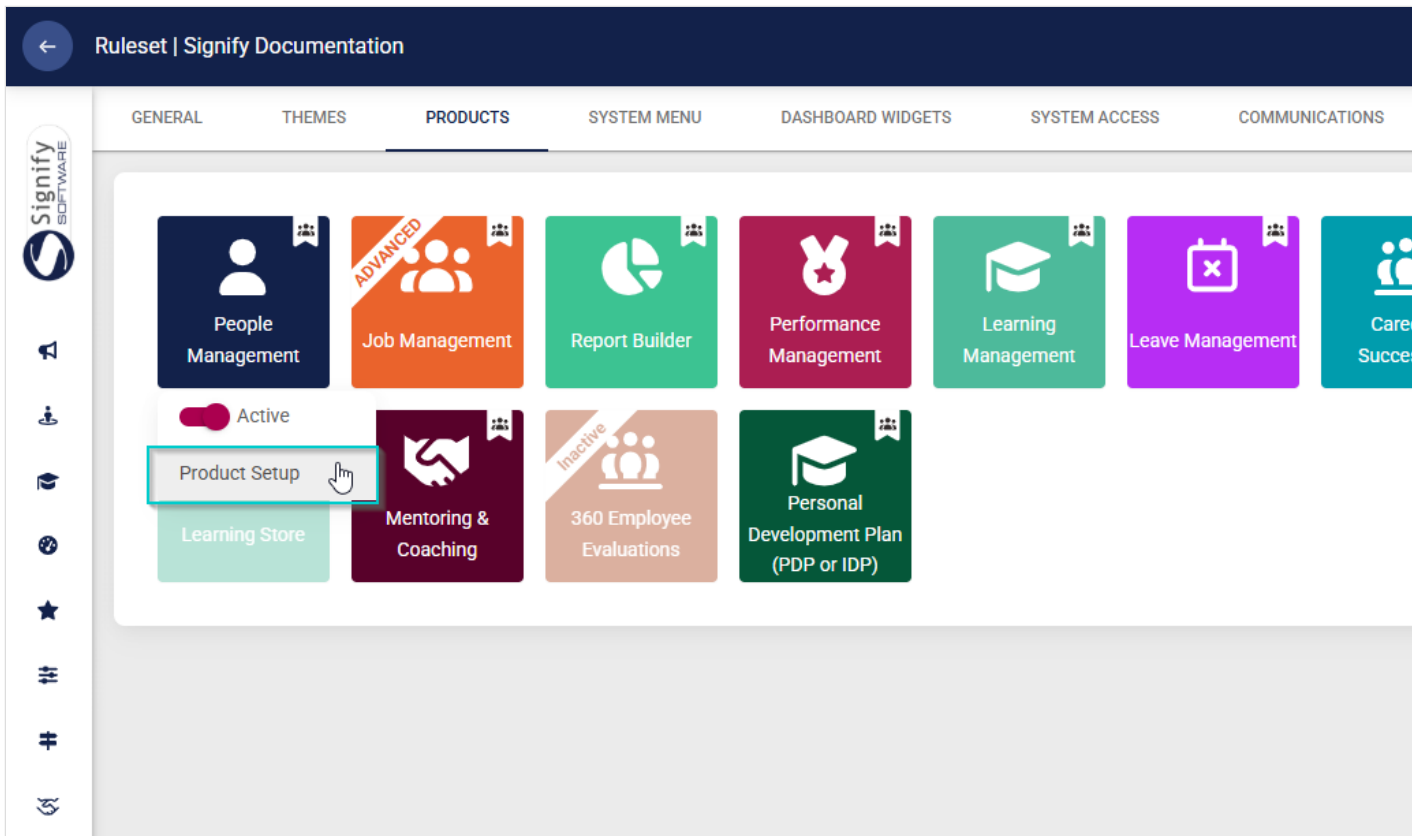 Ruleset | Signify Documentation
GENERAL
THEMES
PRODUCTS
SYSTEM MENU
DASHBOARD WIDGETS
SYSTEM ACCESS
COMMUNICATIONS
Signify
SOFTWARE
People
Management
ADVANCED
Job Management
Report Builder
Performance
Management
Learning
Management
Leave Management
Active
Product Setup
Learning Store
Mentoring &
Coaching
Inactive
360 Employee
Evaluations
Personal
Development Plan
(PDP or IDP)